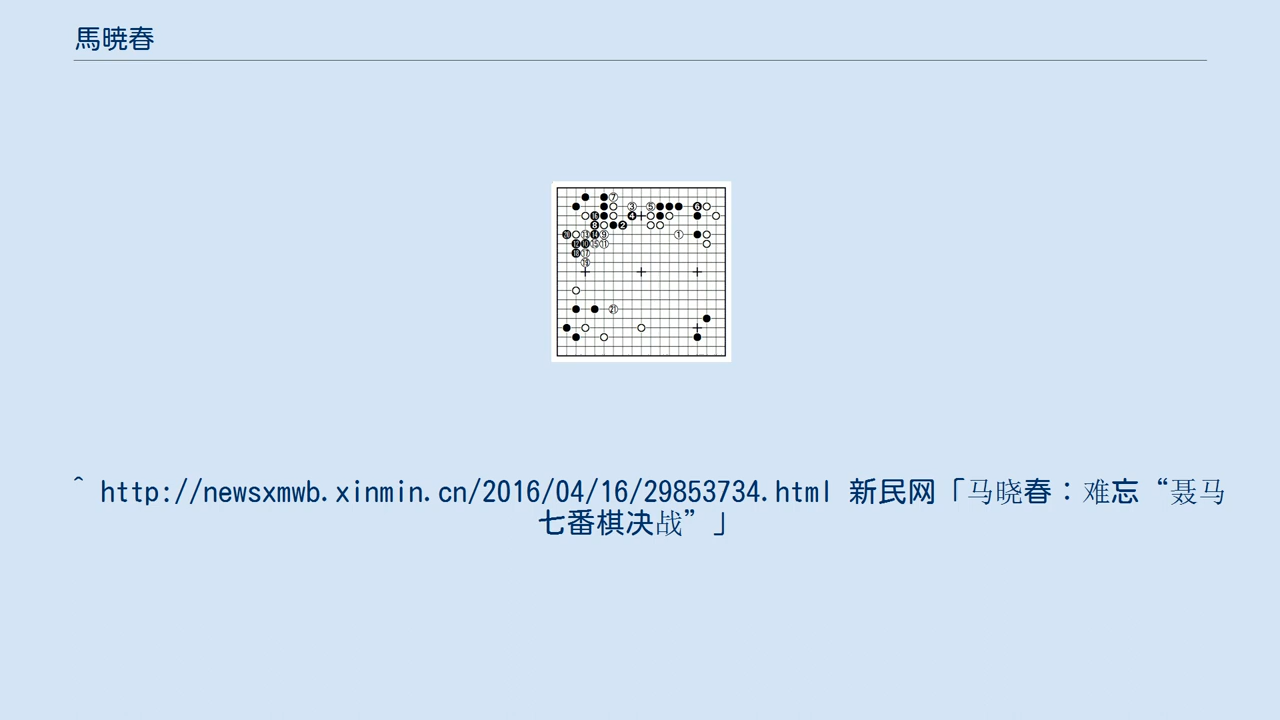 馬暁春
^ http://newsxmwb.xinmin.cn/2016/04/16/29853734.html 新民网「马晓春：难忘“聂马
七番棋决战”」